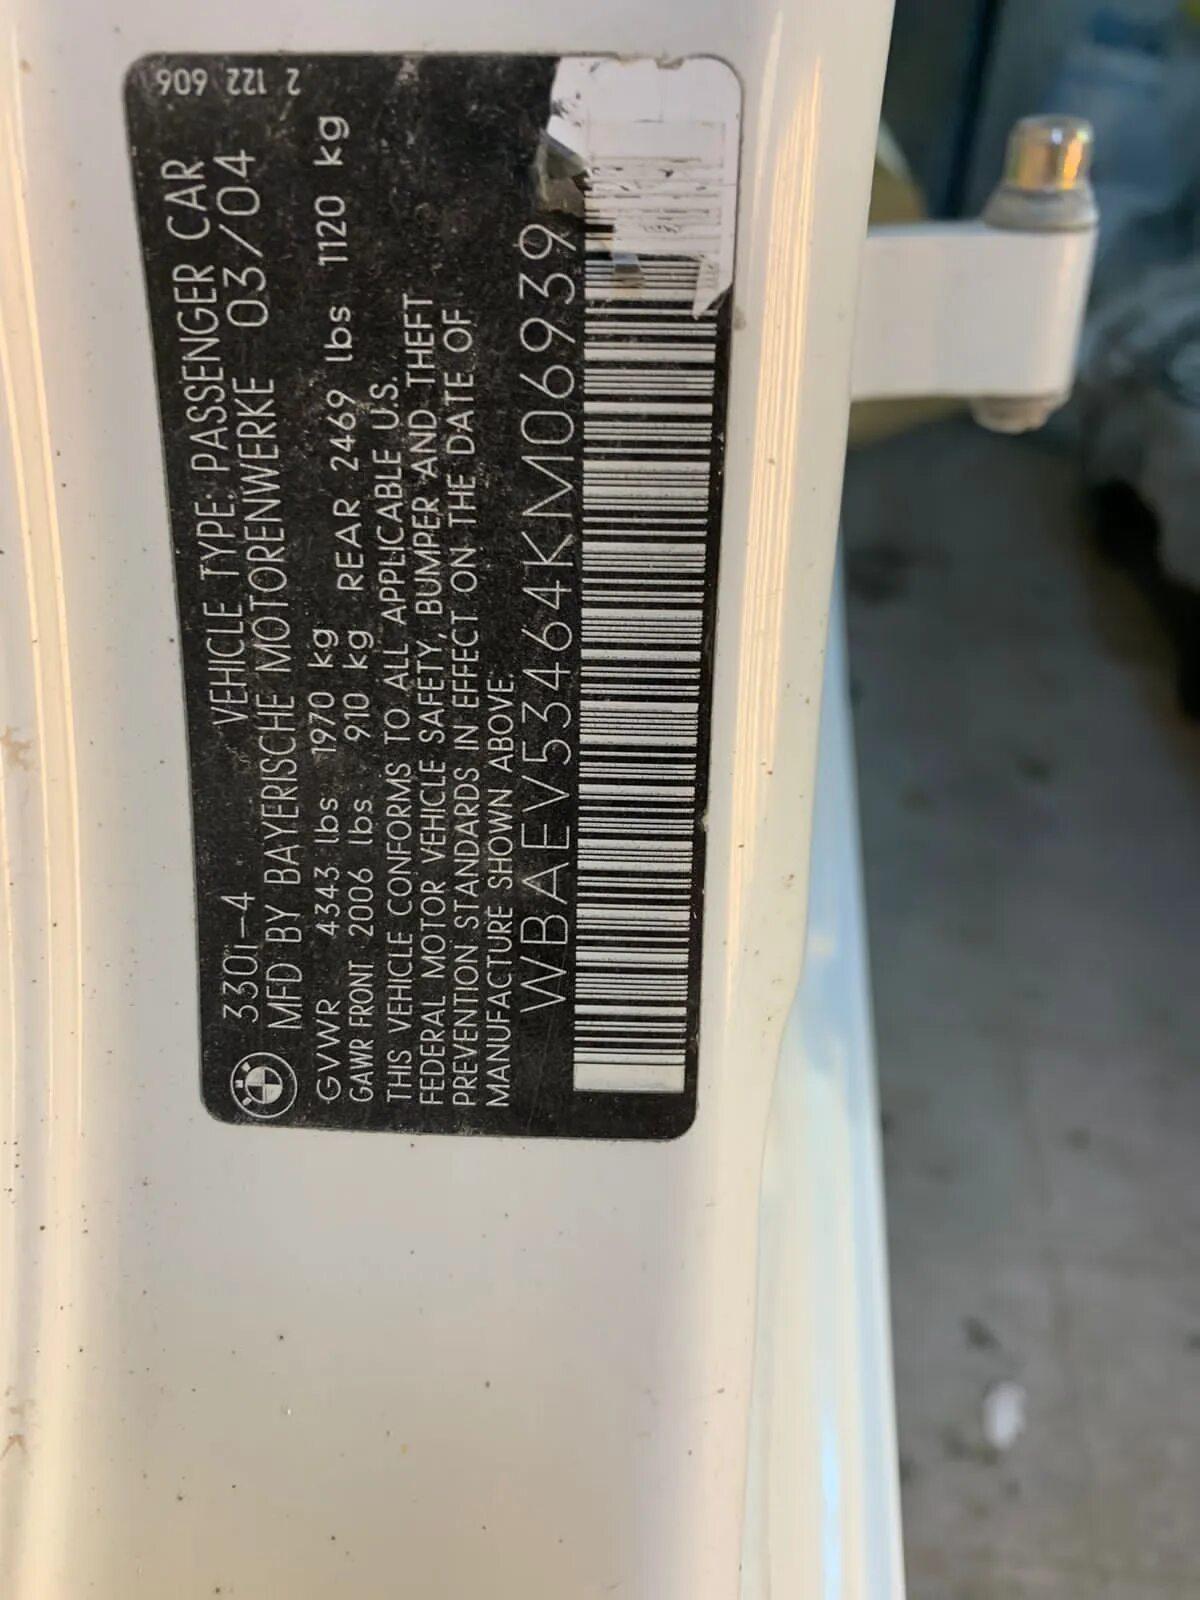 2 122 606
330i-4 VEHICLE TYPE: PASSENGER CAR
MFD BY BAYERISCHE MOTORENWERKE 03/04
GVWR 4343 lbs 1970 kg
GAWR FRONT 2006 lbs 910 kg REAR 2469 lbs 1120 kg
THIS VEHICLE CONFORMS TO ALL APPLICABLE U.S.
FEDERAL MOTOR VEHICLE SAFETY, BUMPER AND THEFT
PREVENTION STANDARDS IN EFFECT ON THE DATE OF
MANUFACTURE SHOWN ABOVE.
WBAEV53464KM06939